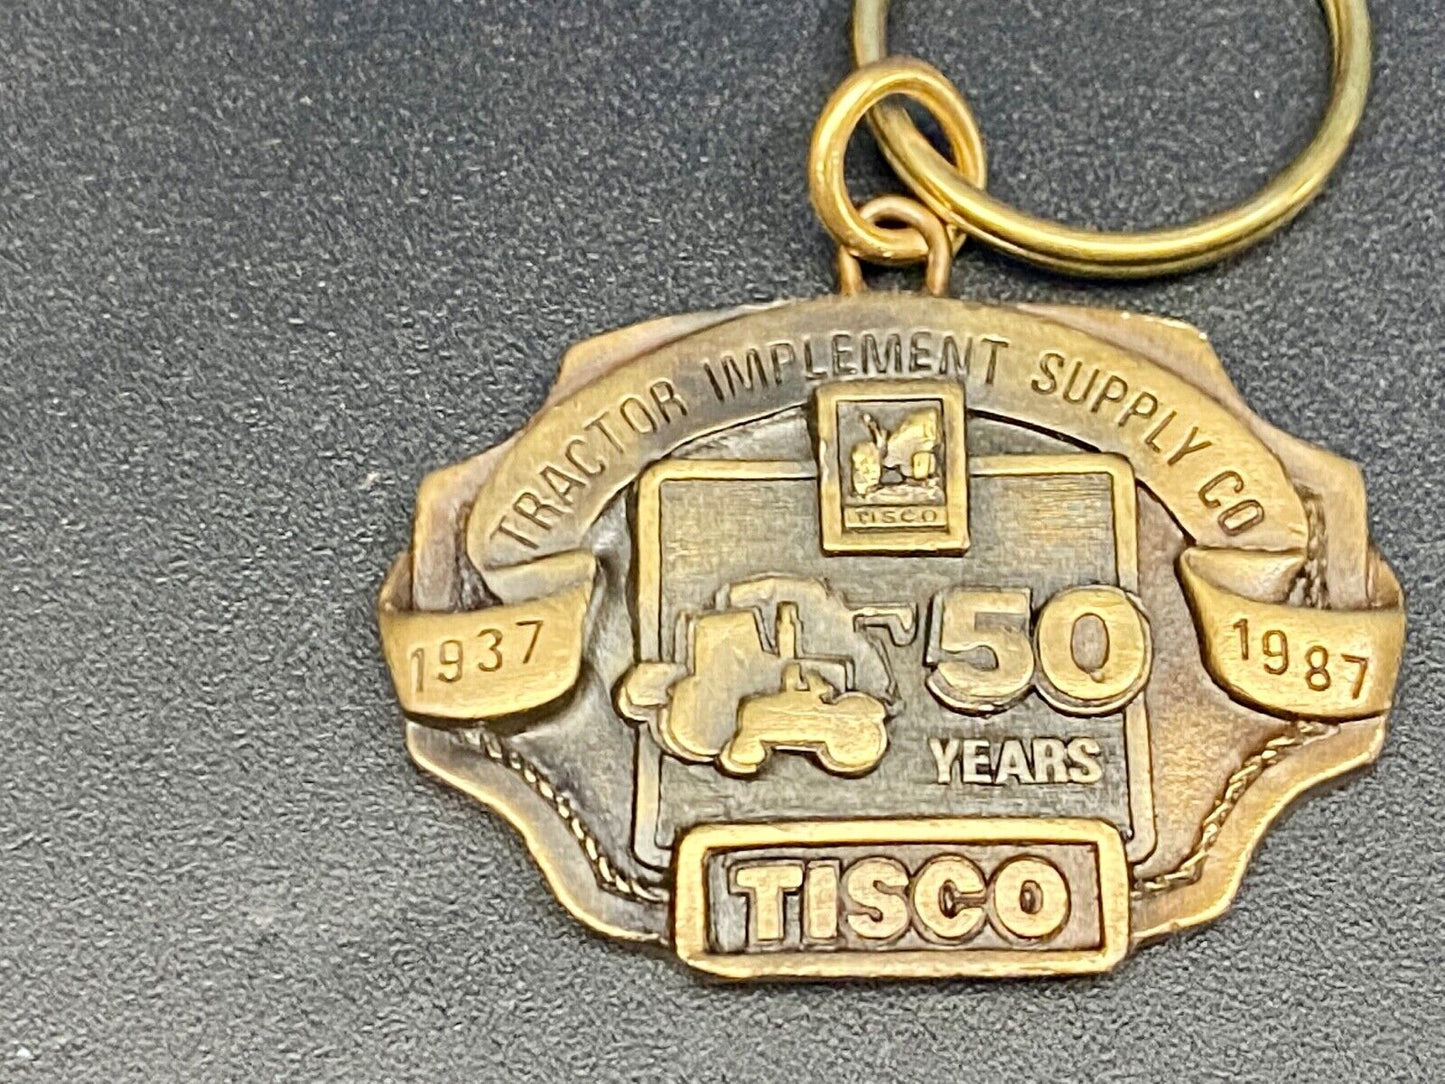 TRACTOR IMPLEMENT SUPPLY CO
TISCO
1937
1987
50
YEARS
TISCO